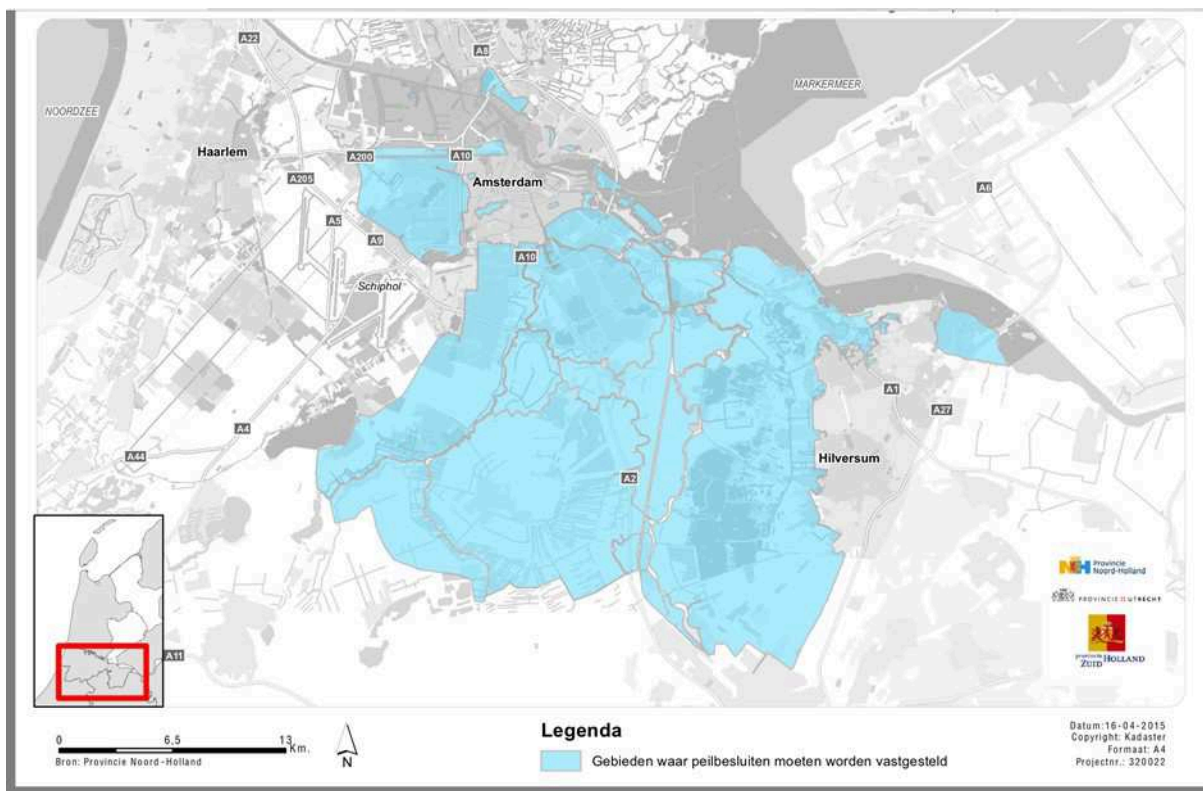 A22
A8
NOORDZEE
MARKERMEER
Haarlem
A200
A10
A205
Amsterdam
A6
A5
A9
A10
Schiphol
A1
A27
A4
A44
Hilversum
A2
Provincie
Noord-Holland
PROVINCIE UTRECHT
provincie
ZUID HOLLAND
A11
0 6,5 13 Km.
Bron: Provincie Noord-Holland
N
Legenda
Gebieden waar peilbesluiten moeten worden vastgesteld
Datum:16-04-2015
Copyright: Kadaster
Formaat: A4
Projectnr.: 320022